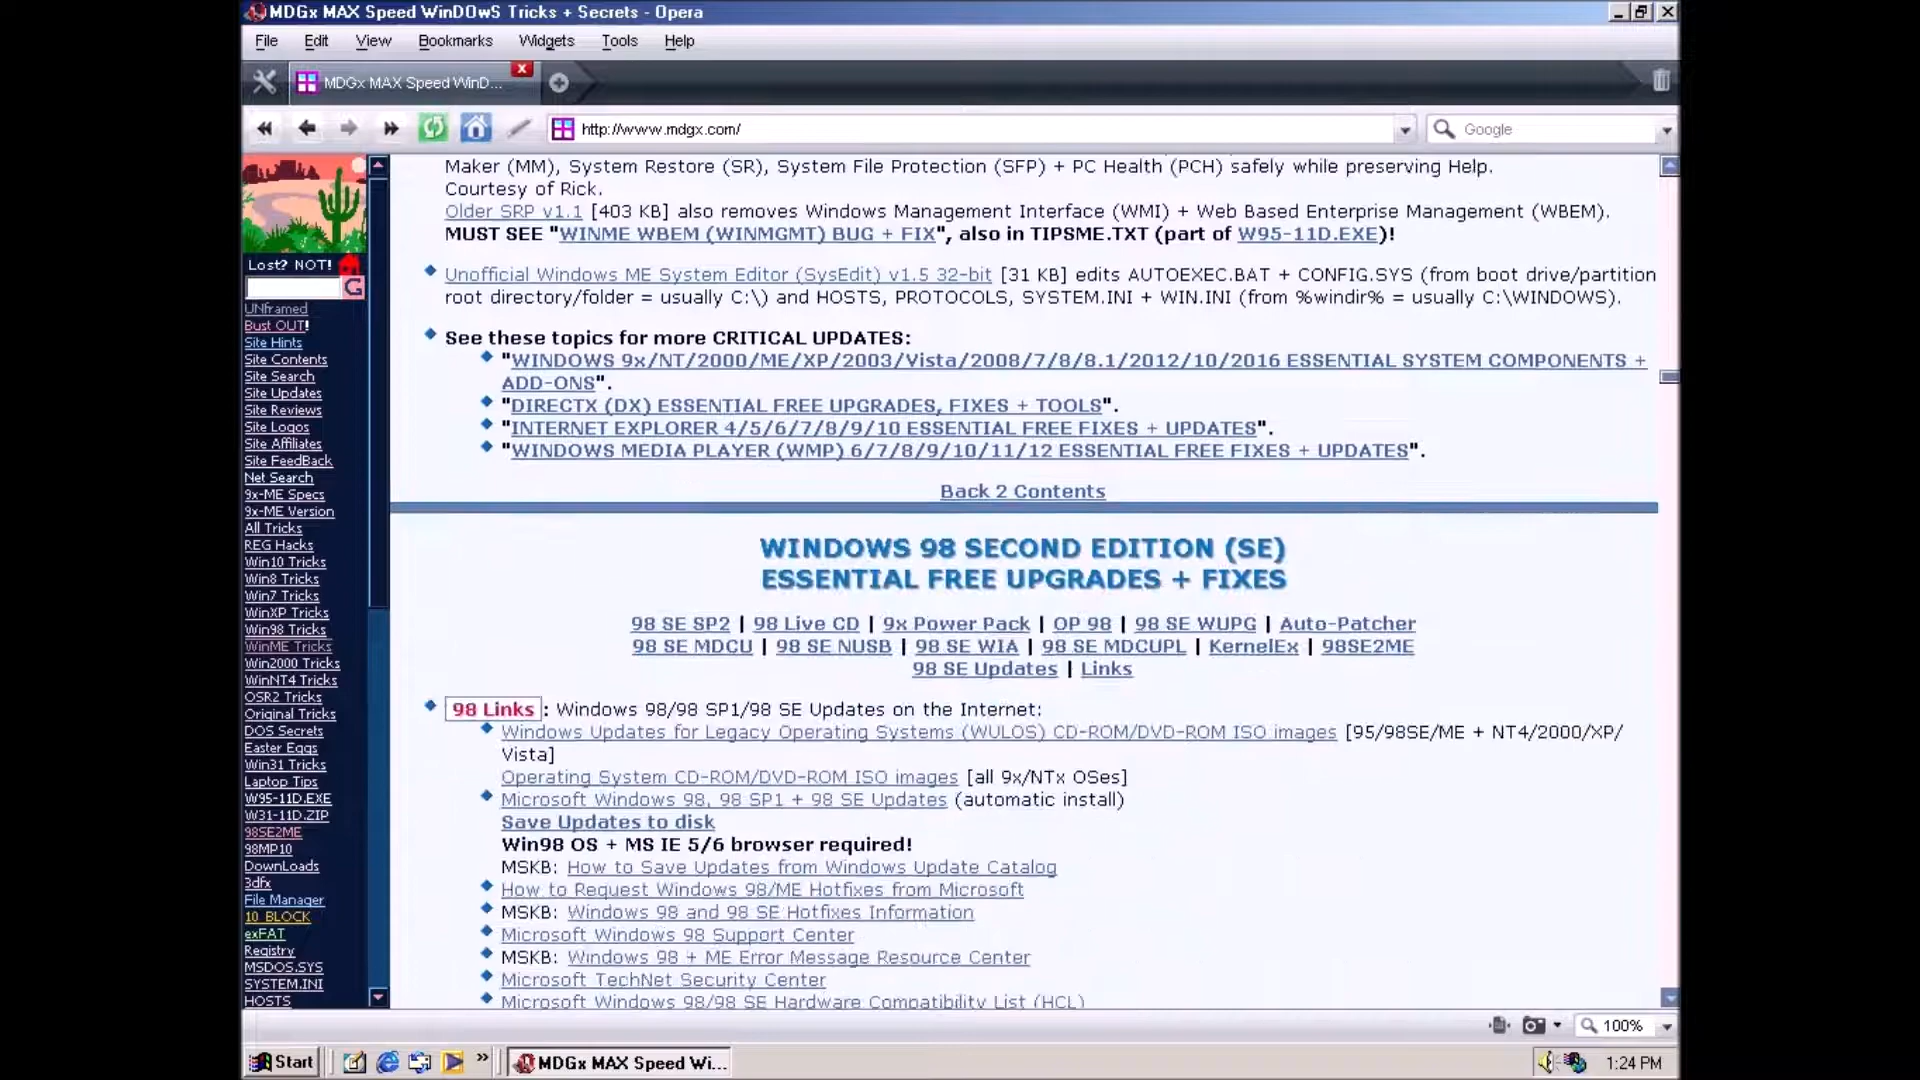 MDGx MAX Speed WinDOwS Tricks + Secrets - Opera
File Edit View Bookmarks Widgets Tools Help
MDGx MAX Speed WinD...
http://www.mdgx.com/
Google
Lost? NOT!
G
UNframed
Bust OUT!
Site Hints
Site Contents
Site Search
Site Updates
Site Reviews
Site Logos
Site Affiliates
Site FeedBack
Net Search
9x-ME Specs
9x-ME Version
All Tricks
REG Hacks
Win10 Tricks
Win8 Tricks
Win7 Tricks
WinXP Tricks
Win98 Tricks
WinME Tricks
Win2000 Tricks
WinNT4 Tricks
OSR2 Tricks
Original Tricks
DOS Secrets
Easter Eggs
Win31 Tricks
Laptop Tips
W95-11D.EXE
W31-11D.ZIP
98SE2ME
98MP10
DownLoads
3dfx
File Manager
10 BLOCK
exFAT
Registry
MSDOS.SYS
SYSTEM.INI
HOSTS
Maker (MM), System Restore (SR), System File Protection (SFP) + PC Health (PCH) safely while preserving Help.
Courtesy of Rick.
Older SRP v1.1 [403 KB] also removes Windows Management Interface (WMI) + Web Based Enterprise Management (WBEM).
MUST SEE "WINME WBEM (WINMGMT) BUG + FIX", also in TIPSME.TXT (part of W95-11D.EXE)!
Unofficial Windows ME System Editor (SysEdit) v1.5 32-bit [31 KB] edits AUTOEXEC.BAT + CONFIG.SYS (from boot drive/partition
root directory/folder = usually C:\) and HOSTS, PROTOCOLS, SYSTEM.INI + WIN.INI (from %windir% = usually C:\WINDOWS).
See these topics for more CRITICAL UPDATES:
"WINDOWS 9x/NT/2000/ME/XP/2003/Vista/2008/7/8/8.1/2012/10/2016 ESSENTIAL SYSTEM COMPONENTS +
ADD-ONS".
"DIRECTX (DX) ESSENTIAL FREE UPGRADES, FIXES + TOOLS".
"INTERNET EXPLORER 4/5/6/7/8/9/10 ESSENTIAL FREE FIXES + UPDATES".
"WINDOWS MEDIA PLAYER (WMP) 6/7/8/9/10/11/12 ESSENTIAL FREE FIXES + UPDATES".
Back 2 Contents
WINDOWS 98 SECOND EDITION (SE)
ESSENTIAL FREE UPGRADES + FIXES
98 SE SP2 | 98 Live CD | 9x Power Pack | OP 98 | 98 SE WUPG | Auto-Patcher
98 SE MDCU | 98 SE NUSB | 98 SE WIA | 98 SE MDCUPL | KernelEx | 98SE2ME
98 SE Updates | Links
98 Links : Windows 98/98 SP1/98 SE Updates on the Internet:
Windows Updates for Legacy Operating Systems (WULOS) CD-ROM/DVD-ROM ISO images [95/98SE/ME + NT4/2000/XP/
Vista]
Operating System CD-ROM/DVD-ROM ISO images [all 9x/NTx OSes]
Microsoft Windows 98, 98 SP1 + 98 SE Updates (automatic install)
Save Updates to disk
Win98 OS + MS IE 5/6 browser required!
MSKB: How to Save Updates from Windows Update Catalog
How to Request Windows 98/ME Hotfixes from Microsoft
MSKB: Windows 98 and 98 SE Hotfixes Information
Microsoft Windows 98 Support Center
MSKB: Windows 98 + ME Error Message Resource Center
Microsoft TechNet Security Center
Microsoft Windows 98/98 SE Hardware Compatibility List (HCL)
100%
Start
MDGx MAX Speed Wi...
1:24 PM